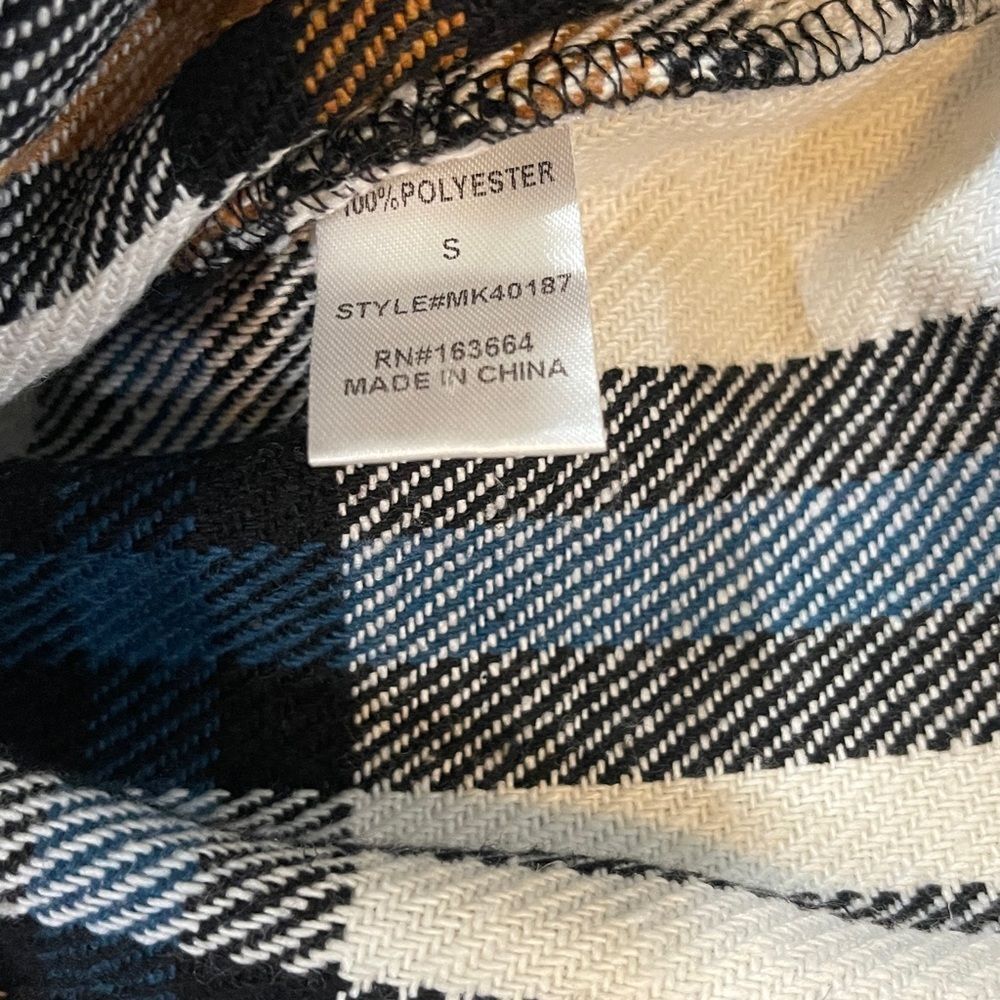 100%POLYESTER
S
STYLE#MK40187
RN#163664
MADE IN CHINA